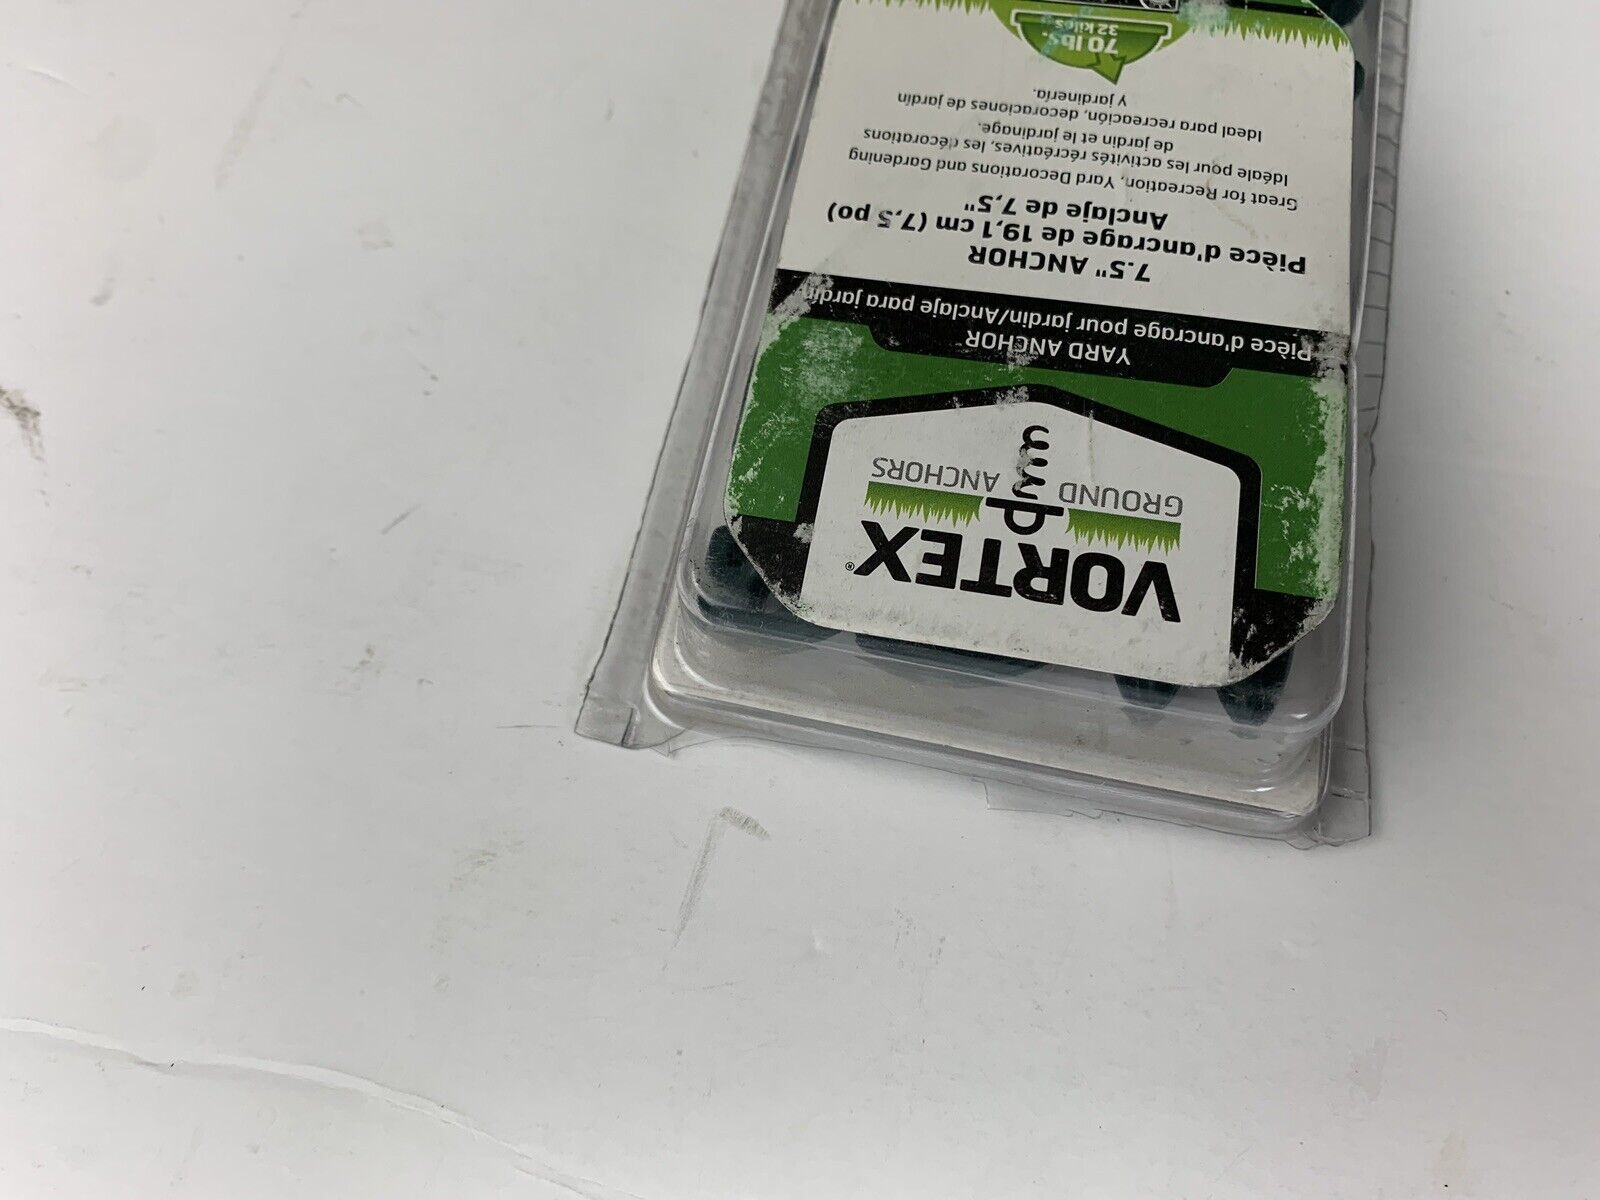 VORTEX®
GROUND ANCHORS
YARD ANCHOR
Pièce d'ancrage pour jardin/Anclaje para jardín
7.5" ANCHOR
Pièce d'ancrage de 19,1 cm (7,5 po)
Anclaje de 7,5"
Great for Recreation, Yard Decorations and Gardening
Idéale pour les activités récréatives, les décorations
de jardin et le jardinage.
Ideal para recreación, decoraciones de jardín
y jardinería.
70 lbs.
32 kilos